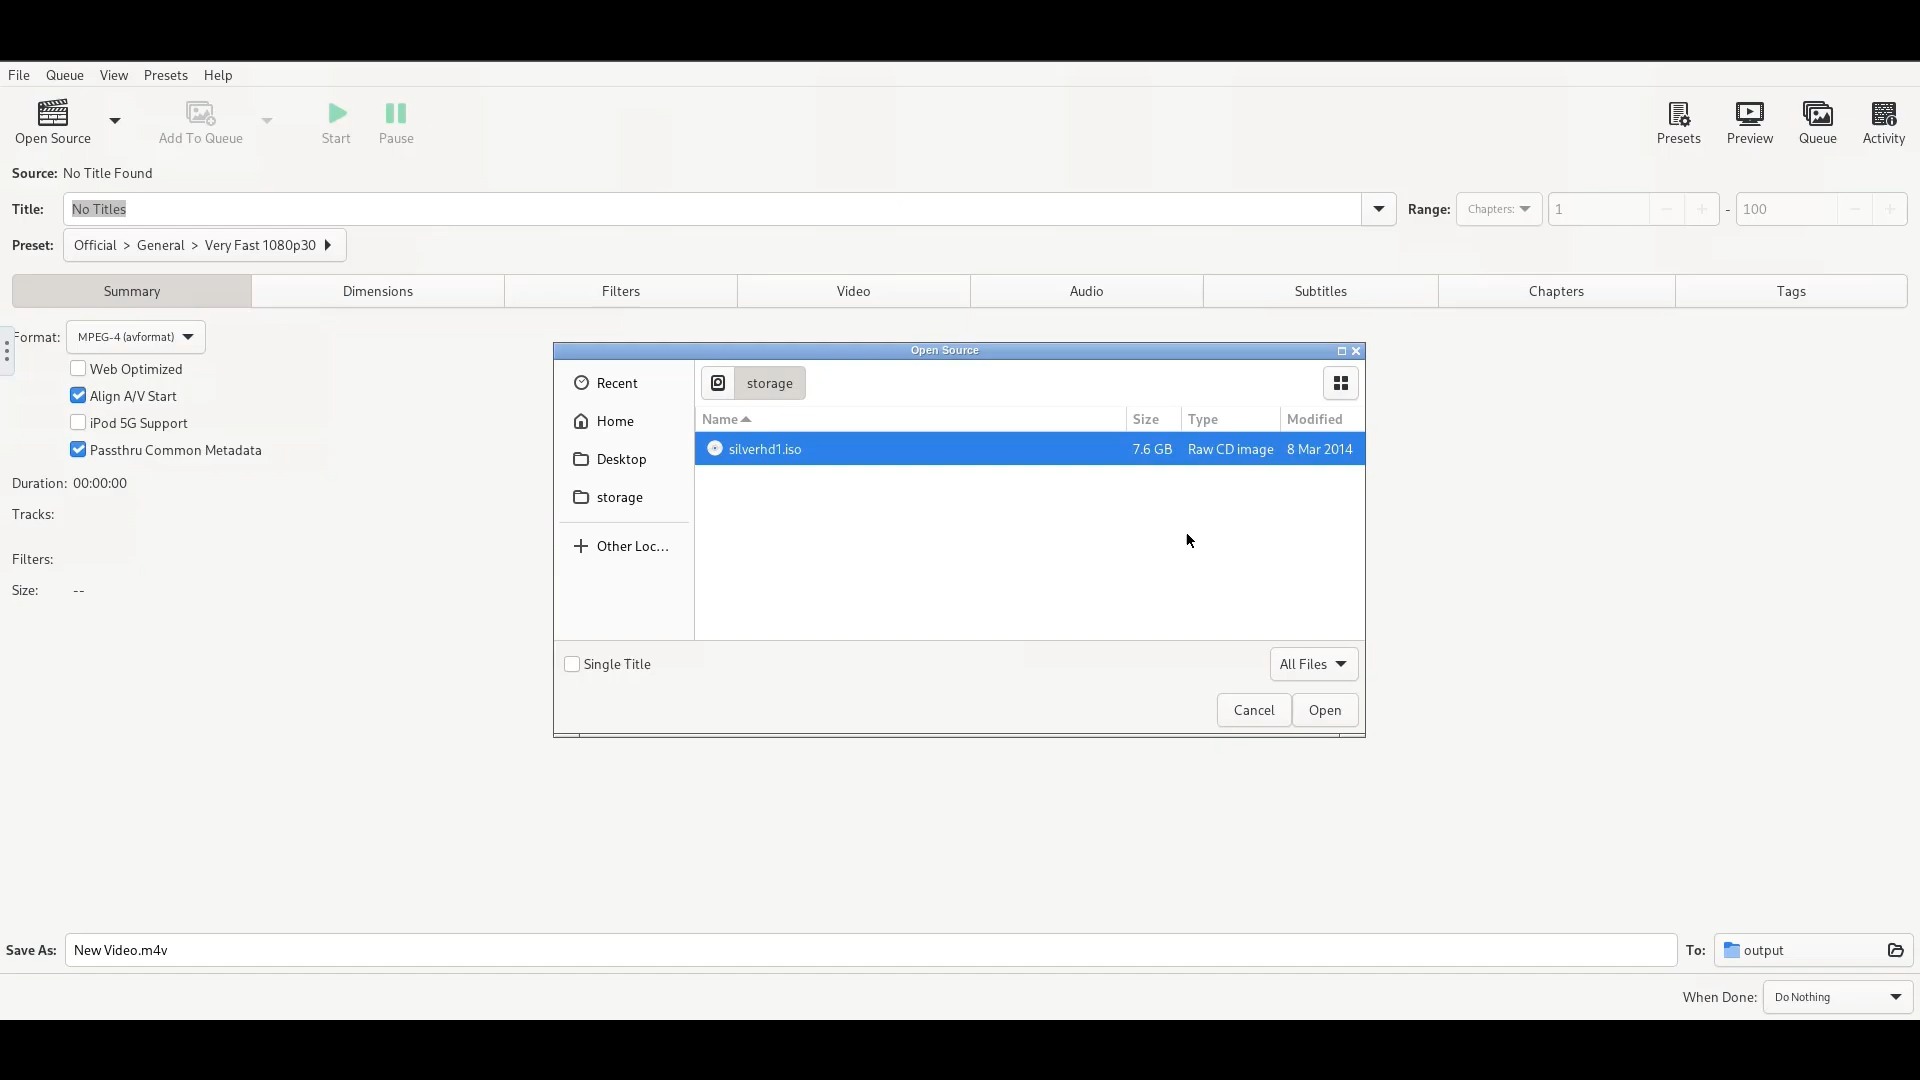 File Queue View Presets Help
Open Source Add To Queue Start Pause Presets Preview Queue Activity
Source: No Title Found
Title: No Titles Range: Chapters: 1 - 100
Preset: Official > General > Very Fast 1080p30
Summary Dimensions Filters Video Audio Subtitles Chapters Tags
Format: MPEG-4 (avformat)
Web Optimized
Align A/V Start
iPod 5G Support
Passthru Common Metadata
Duration: 00:00:00
Tracks:
Filters:
Size: --
Open Source
Recent
Home
Desktop
storage
Other Loc...
storage
Name Size Type Modified
silverhd1.iso 7.6 GB Raw CD image 8 Mar 2014
Single Title All Files
Cancel Open
Save As: New Video.m4v To: output
When Done: Do Nothing